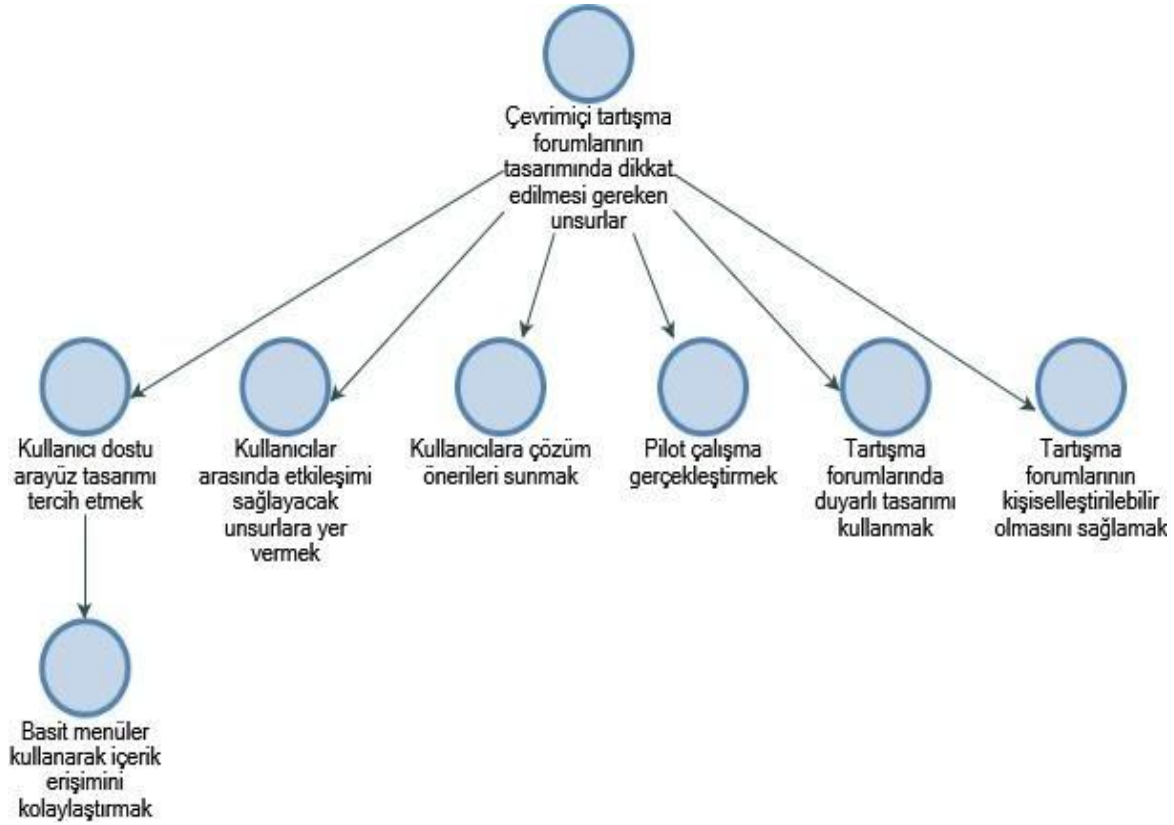 Çevrimiçi tartışma
forumlarının
tasarımında dikkat
edilmesi gereken
unsurlar
Kullanıcı dostu
arayüz tasarımı
tercih etmek
Kullanıcılar
arasında etkileşimi
sağlayacak
unsurlara yer
vermek
Kullanıcılara çözüm
önerileri sunmak
Pilot çalışma
gerçekleştirmek
Tartışma
forumlarında
duyarlı tasarımı
kullanmak
Tartışma
forumlarının
kişiselleştirilebilir
olmasını sağlamak
Basit menüler
kullanarak içerik
erişimini
kolaylaştırmak